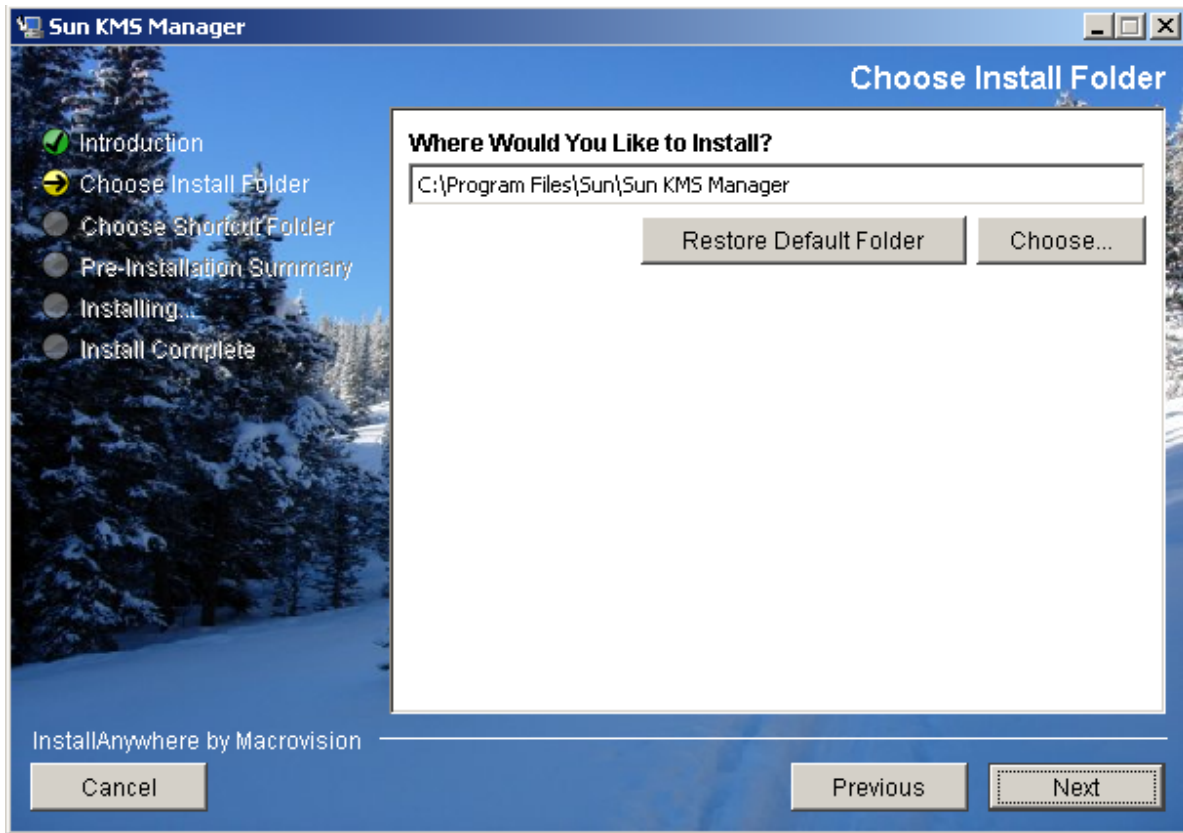 Sun KMS Manager
Choose Install Folder
Introduction
Choose Install Folder
Choose Shortcut Folder
Pre-Installation Summary
Installing...
Install Complete
Where Would You Like to Install?
C:\Program Files\Sun\Sun KMS Manager
Restore Default Folder
Choose...
InstallAnywhere by Macrovision
Cancel
Previous
Next